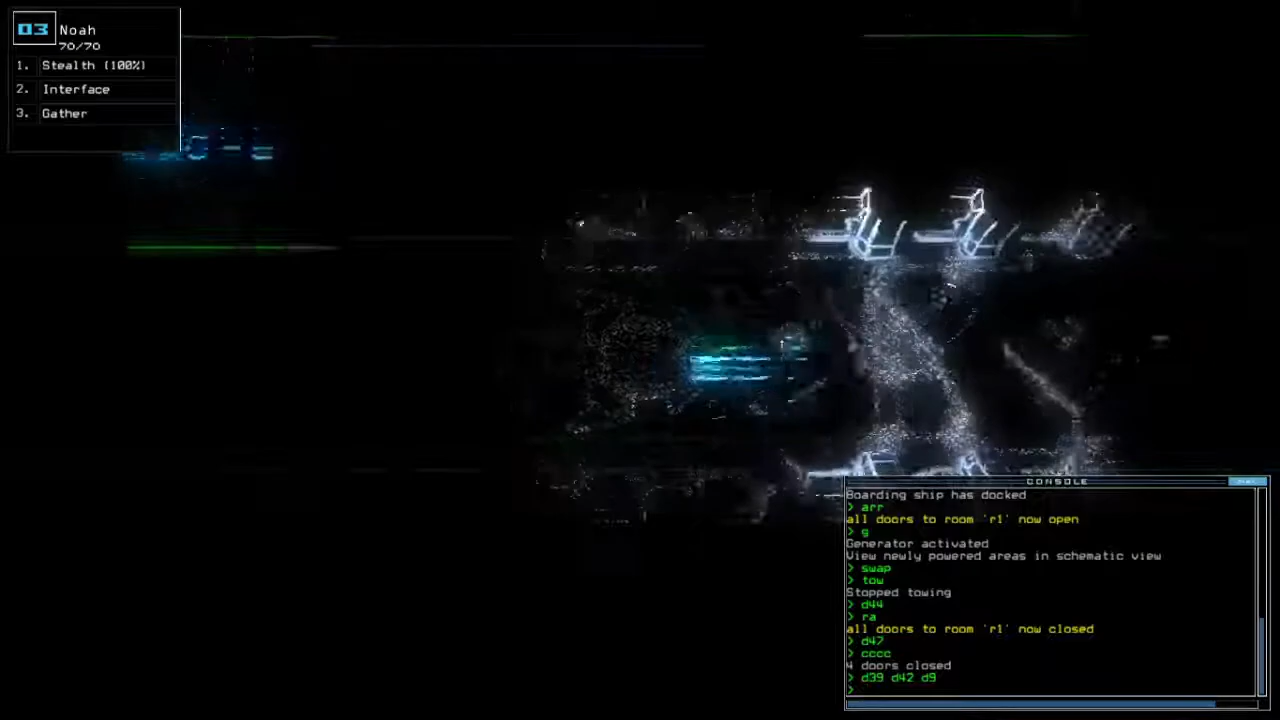 03 Noah
70/70
1. Stealth (100%)
2. Interface
3. Gather
CONSOLE
Boarding ship has docked
> arr
all doors to room 'r1' now open
> g
Generator activated
View newly powered areas in schematic view
> swap
> tow
Stopped towing
> d44
> ra
all doors to room 'r1' now closed
> d47
> cccc
4 doors closed
> d39 d42 d9
>